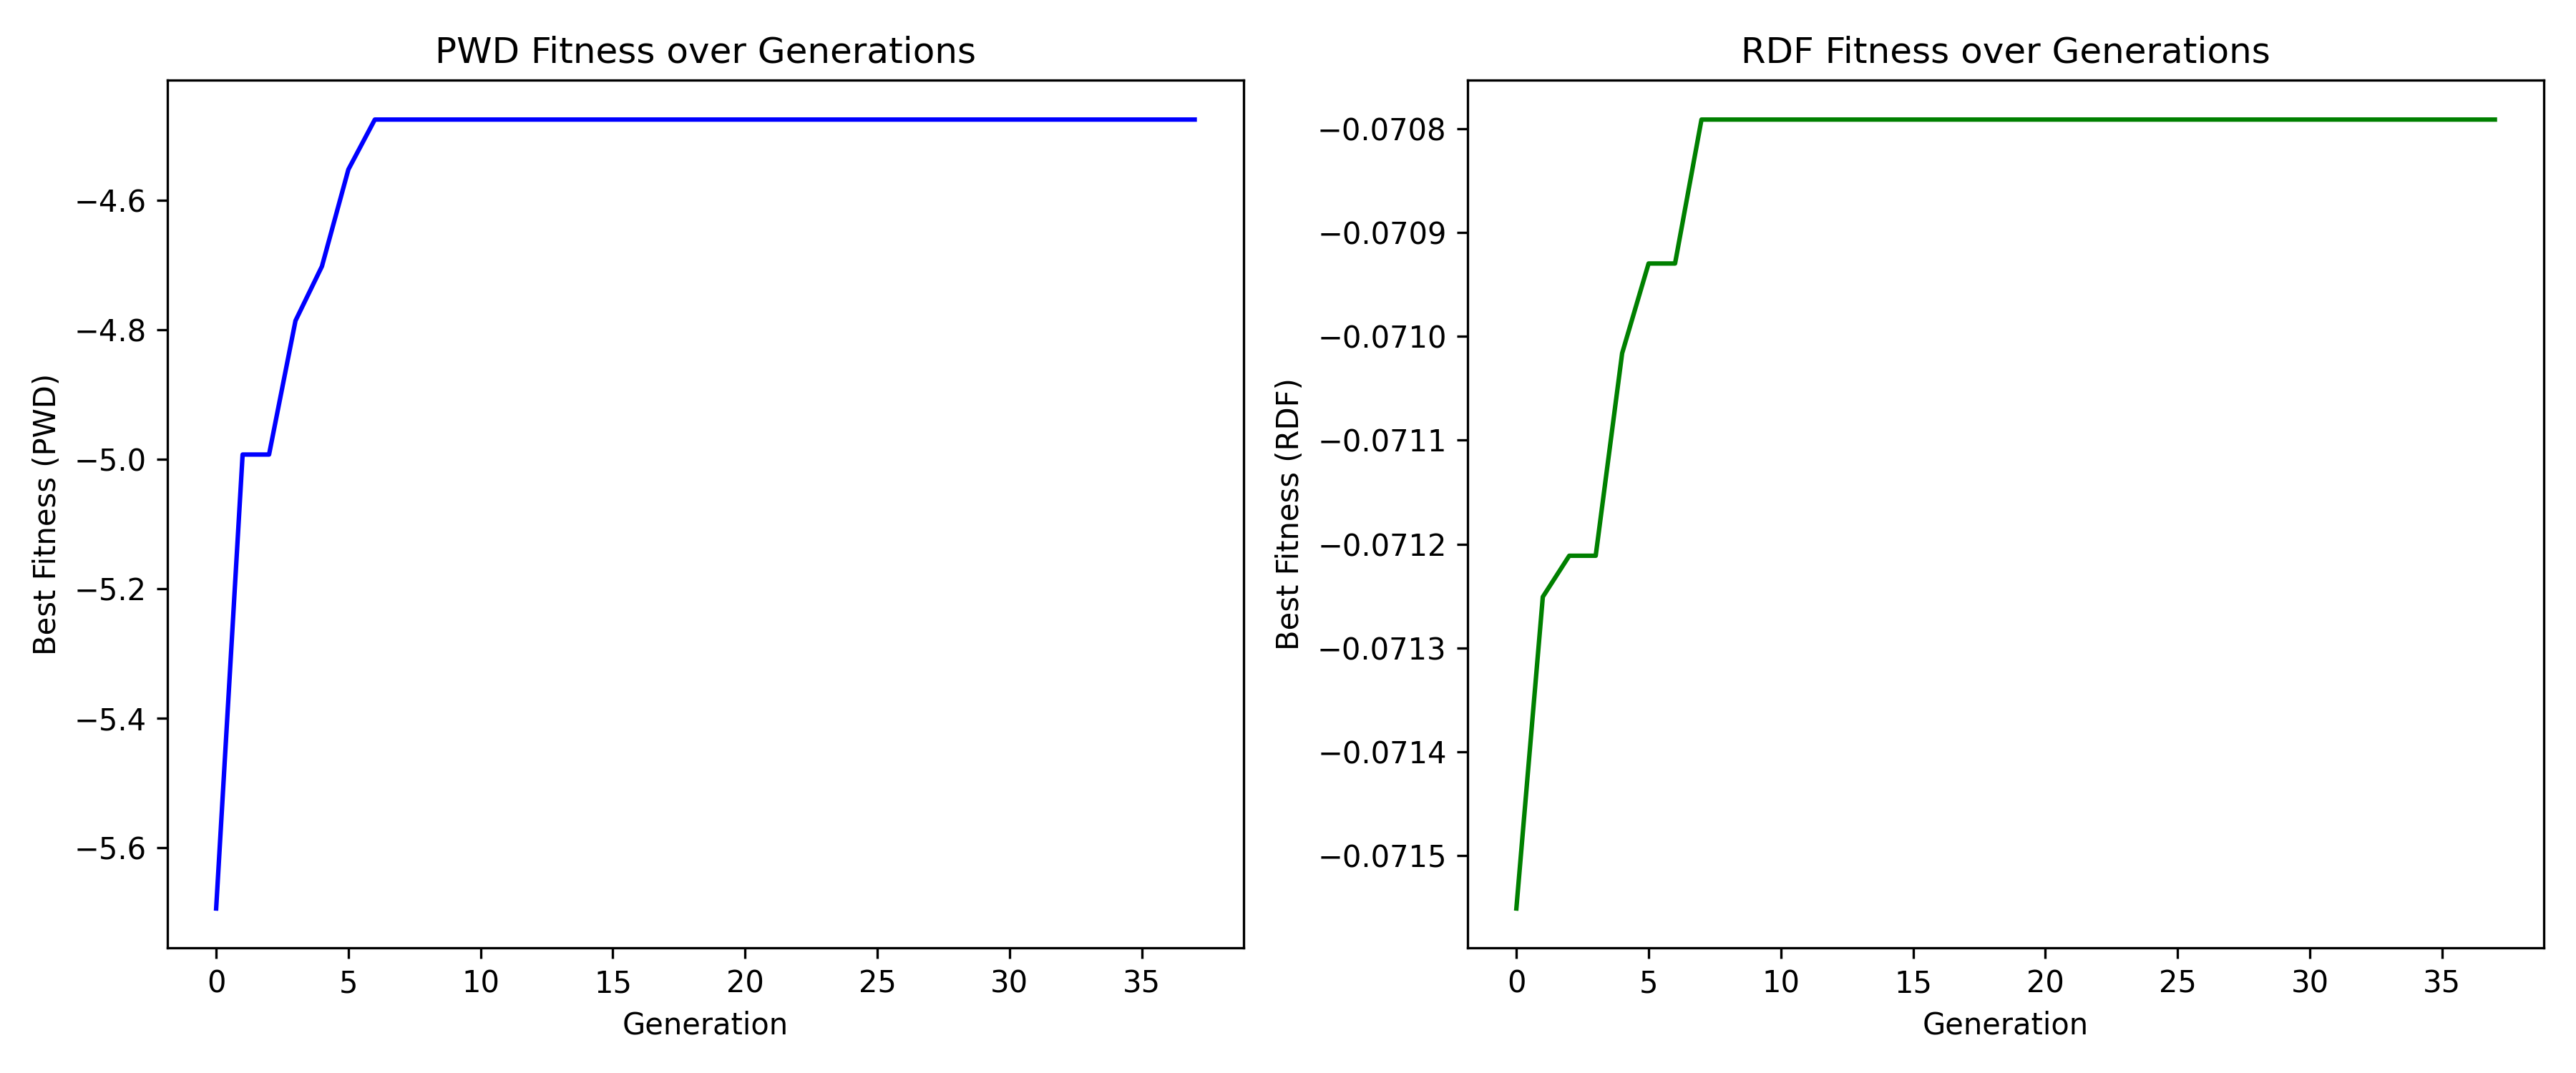 PWD Fitness over Generations
Best Fitness (PWD)
−4.6
−4.8
−5.0
−5.2
−5.4
−5.6
0 5 10 15 20 25 30 35
Generation
RDF Fitness over Generations
Best Fitness (RDF)
−0.0708
−0.0709
−0.0710
−0.0711
−0.0712
−0.0713
−0.0714
−0.0715
0 5 10 15 20 25 30 35
Generation